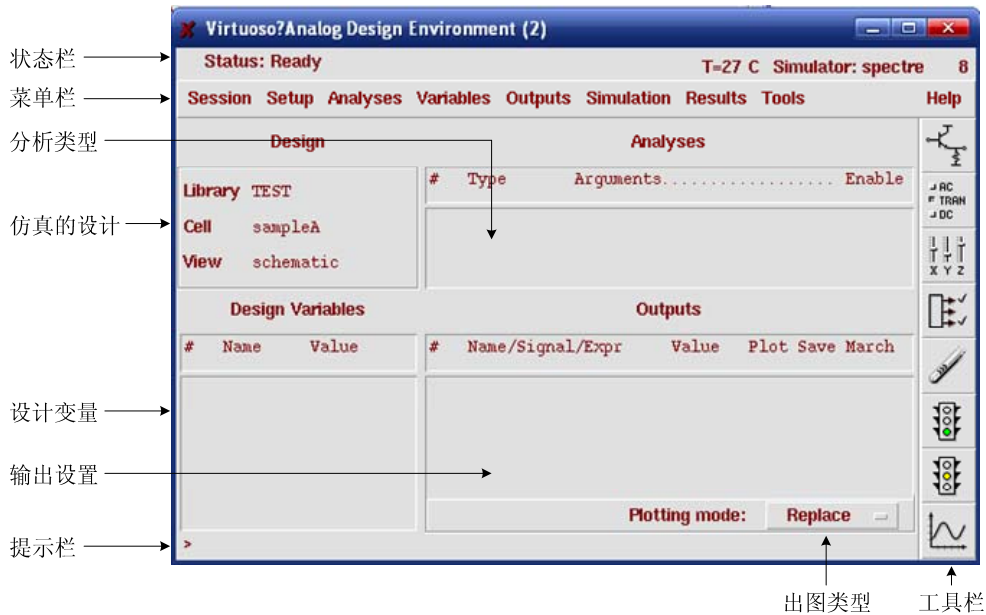 Virtuoso?Analog Design Environment (2)
状态栏
Status: Ready
T=27 C Simulator: spectre 8
菜单栏
Session Setup Analyses Variables Outputs Simulation Results Tools Help
分析类型
Design
Analyses
# Type Arguments.................. Enable
仿真的设计
Library TEST
Cell sampleA
View schematic
AC
TRAN
DC
X Y Z
Design Variables
Outputs
# Name Value
# Name/Signal/Expr Value Plot Save March
设计变量
输出设置
Plotting mode: Replace
提示栏
>
出图类型
工具栏